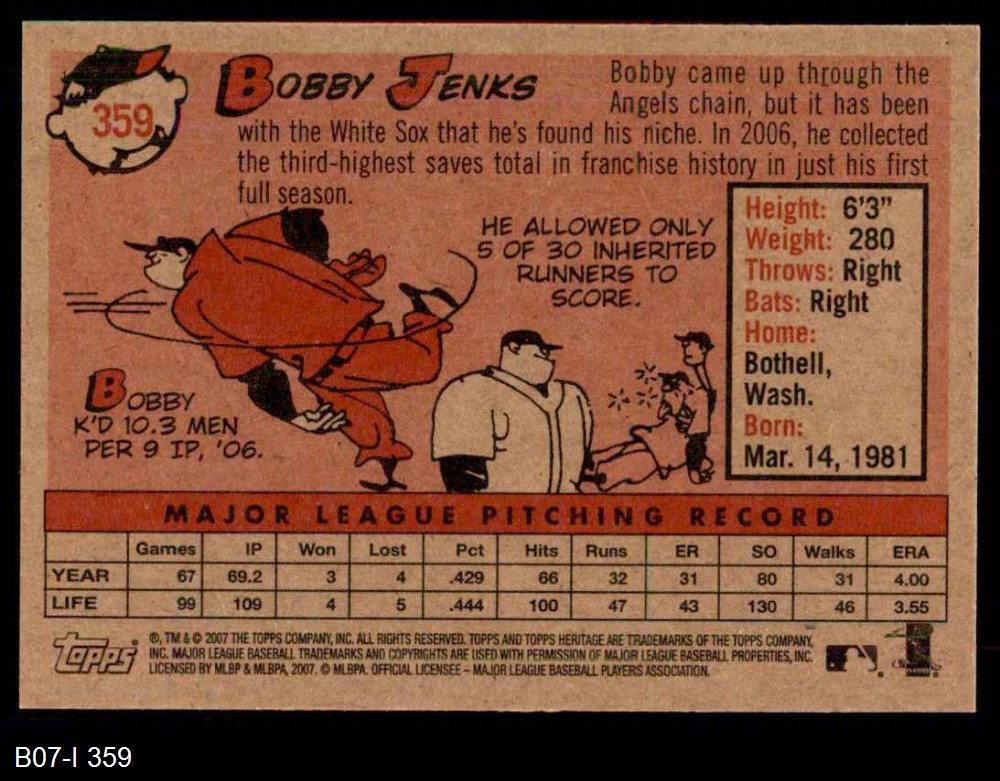 359
BOBBY JENKS
Bobby came up through the
Angels chain, but it has been
with the White Sox that he's found his niche. In 2006, he collected
the third-highest saves total in franchise history in just his first
full season.
HE ALLOWED ONLY
5 OF 30 INHERITED
RUNNERS TO
SCORE.
BOBBY
K'D 10.3 MEN
PER 9 IP, '06.
Height: 6'3"
Weight: 280
Throws: Right
Bats: Right
Home:
Bothell,
Wash.
Born:
Mar. 14, 1981
MAJOR LEAGUE PITCHING RECORD
Games IP Won Lost Pct Hits Runs ER SO Walks ERA
YEAR 67 69.2 3 4 .429 66 32 31 80 31 4.00
LIFE 99 109 4 5 .444 100 47 43 130 46 3.55
Topps
®, TM & © 2007 THE TOPPS COMPANY, INC. ALL RIGHTS RESERVED. TOPPS AND TOPPS HERITAGE ARE TRADEMARKS OF THE TOPPS COMPANY,
INC. MAJOR LEAGUE BASEBALL TRADEMARKS AND COPYRIGHTS ARE USED WITH PERMISSION OF MAJOR LEAGUE BASEBALL PROPERTIES, INC.
LICENSED BY MLBP & MLBPA, 2007. © MLBPA. OFFICIAL LICENSEE – MAJOR LEAGUE BASEBALL PLAYERS ASSOCIATION.
B07-I 359